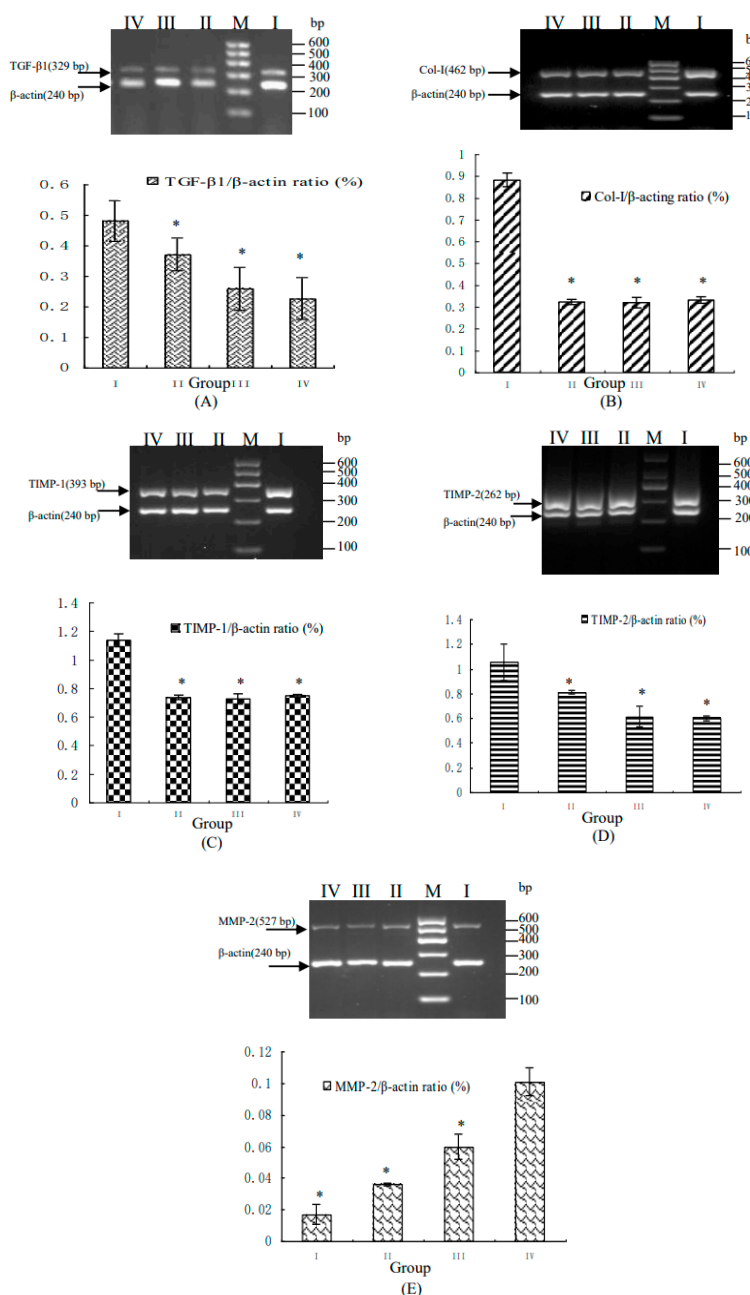 IV III II M I bp
TGF-β1(329 bp)
β-actin(240 bp)
600
500
400
300
200
100
IV III II M I
Col-I(462 bp)
β-actin(240 bp)
0.6
0.5
0.4
0.3
0.2
0.1
0
TGF-β1/β-actin ratio (%)
*
*
*
I II III IV
Group
(A)
1
0.9
0.8
0.7
0.6
0.5
0.4
0.3
0.2
0.1
0
Col-I/β-acting ratio (%)
* * *
I II III IV
Group
(B)
IV III II M I bp
TIMP-1(393 bp)
β-actin(240 bp)
600
500
400
300
200
100
IV III II M I bp
TIMP-2(262 bp)
β-actin(240 bp)
600
500
400
300
200
100
1.4
1.2
1
0.8
0.6
0.4
0.2
0
TIMP-1/β-actin ratio (%)
* * *
I II III IV
Group
(C)
1.4
1.2
1
0.8
0.6
0.4
0.2
0
TIMP-2/β-actin ratio (%)
*
*
*
I II III IV
Group
(D)
IV III II M I bp
MMP-2(527 bp)
β-actin(240 bp)
600
500
400
300
200
100
0.12
0.1
0.08
0.06
0.04
0.02
0
MMP-2/β-actin ratio (%)
*
*
*
I II III IV
Group
(E)